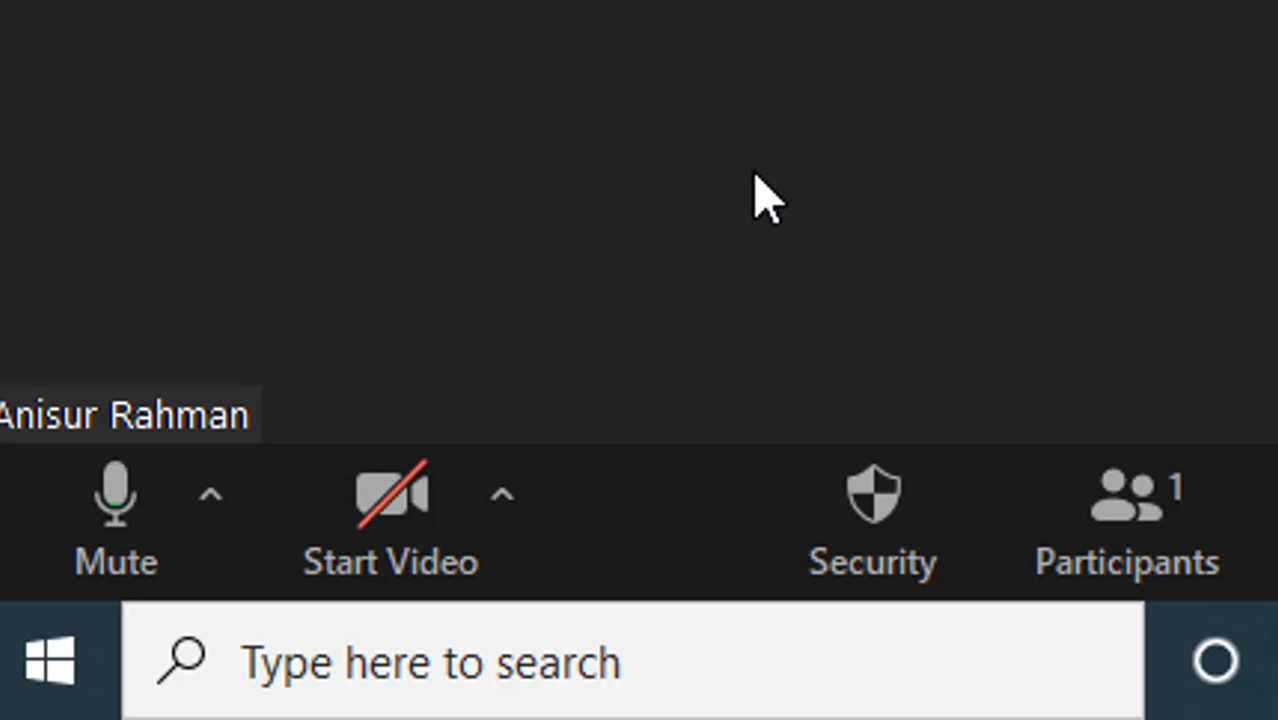 Anisur Rahman
1
Mute
Start Video
Security
Participants
Type here to search